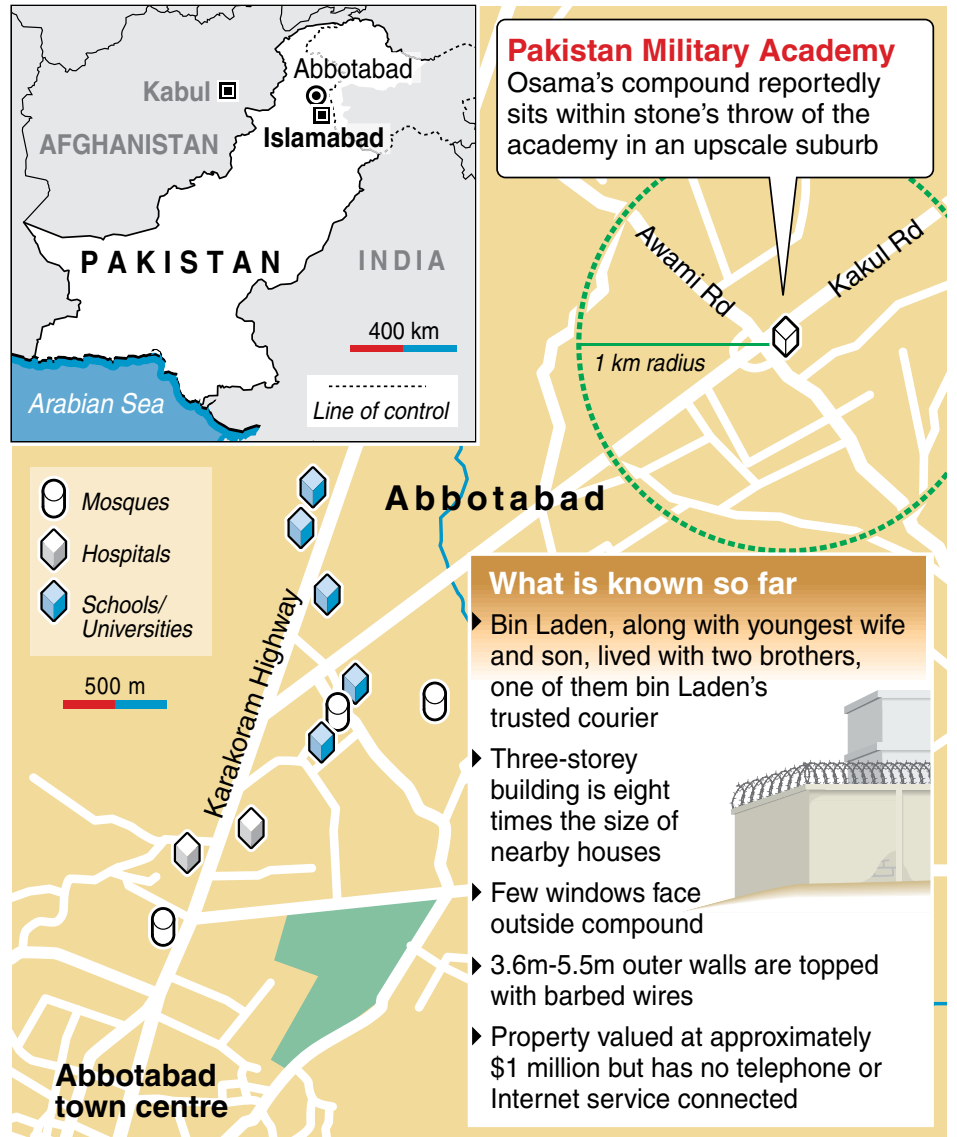 Kabul
AFGHANISTAN
Abbotabad
Islamabad
PAKISTAN
INDIA
400 km
Arabian Sea
Line of control
Pakistan Military Academy
Osama's compound reportedly
sits within stone's throw of the
academy in an upscale suburb
Awami Rd
Kakul Rd
1 km radius
Mosques
Hospitals
Schools/
Universities
500 m
Abbotabad
Karakoram Highway
What is known so far
Bin Laden, along with youngest wife
and son, lived with two brothers,
one of them bin Laden's
trusted courier
Three-storey
building is eight
times the size of
nearby houses
Few windows face
outside compound
3.6m-5.5m outer walls are topped
with barbed wires
Property valued at approximately
$1 million but has no telephone or
Internet service connected
Abbotabad
town centre